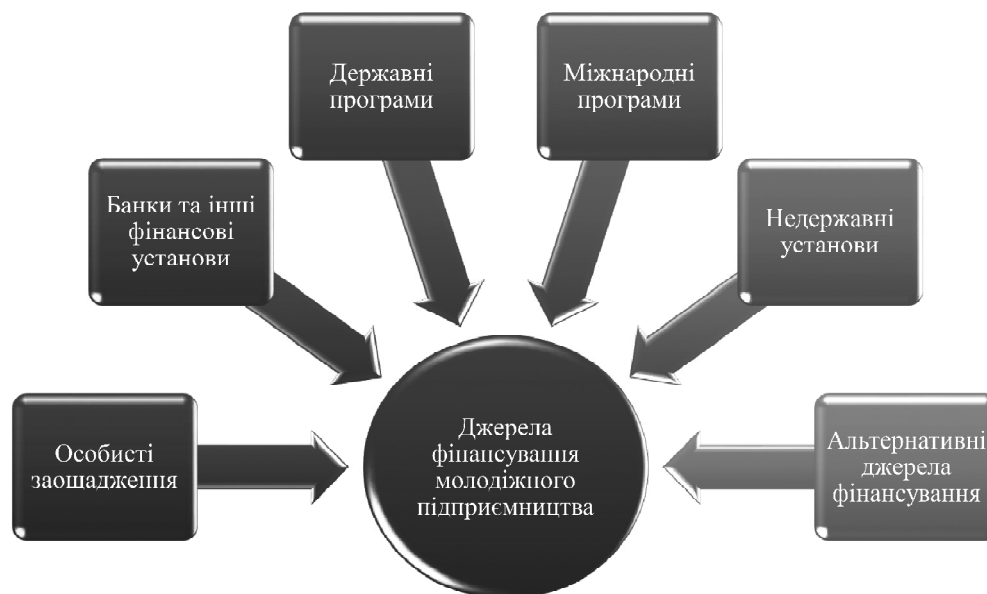 Державні
програми
Міжнародні
програми
Банки та інші
фінансові
установи
Недержавні
установи
Особисті
заощадження
Джерела
фінансування
молодіжного
підприємництва
Альтернативні
джерела
фінансування